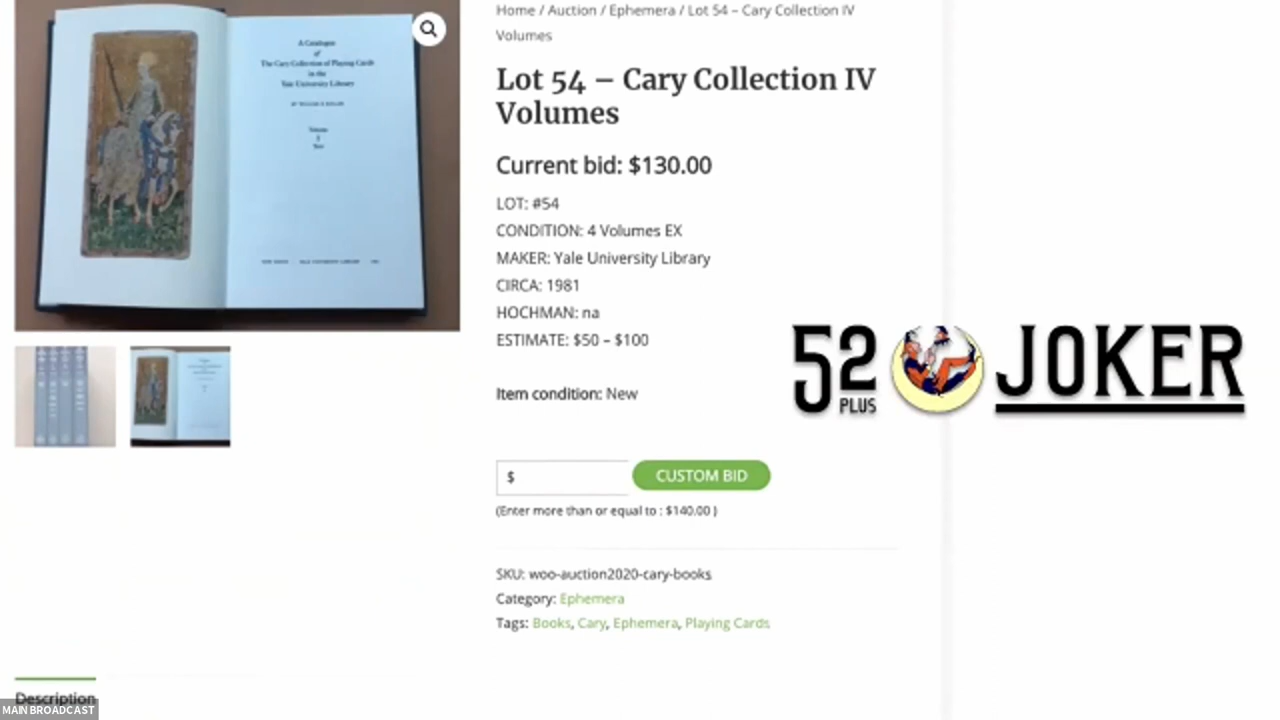 Home / Auction / Ephemera / Lot 54 – Cary Collection IV
Volumes
Lot 54 – Cary Collection IV
Volumes
Current bid: $130.00
LOT: #54
CONDITION: 4 Volumes EX
MAKER: Yale University Library
CIRCA: 1981
HOCHMAN: na
ESTIMATE: $50 – $100
Item condition: New
$
CUSTOM BID
(Enter more than or equal to : $140.00 )
SKU: woo-auction2020-cary-books
Category: Ephemera
Tags: Books, Cary, Ephemera, Playing Cards
Description
A Catalogue
of
The Cary Collection of Playing Cards
in the
Yale University Library
Volume
I
Text
52
PLUS
JOKER
MAIN BROADCAST